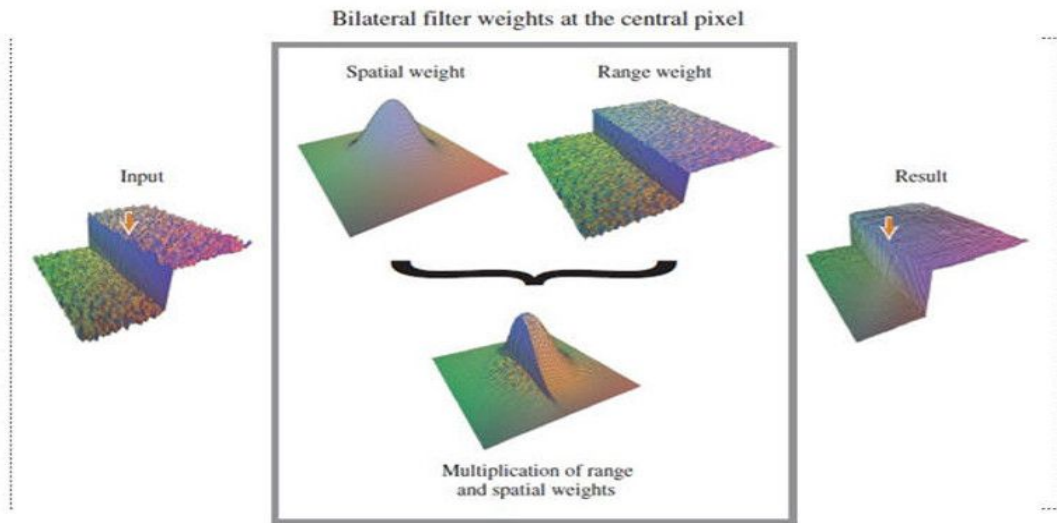 Bilateral filter weights at the central pixel
Spatial weight
Range weight
Input
Result
Multiplication of range
and spatial weights